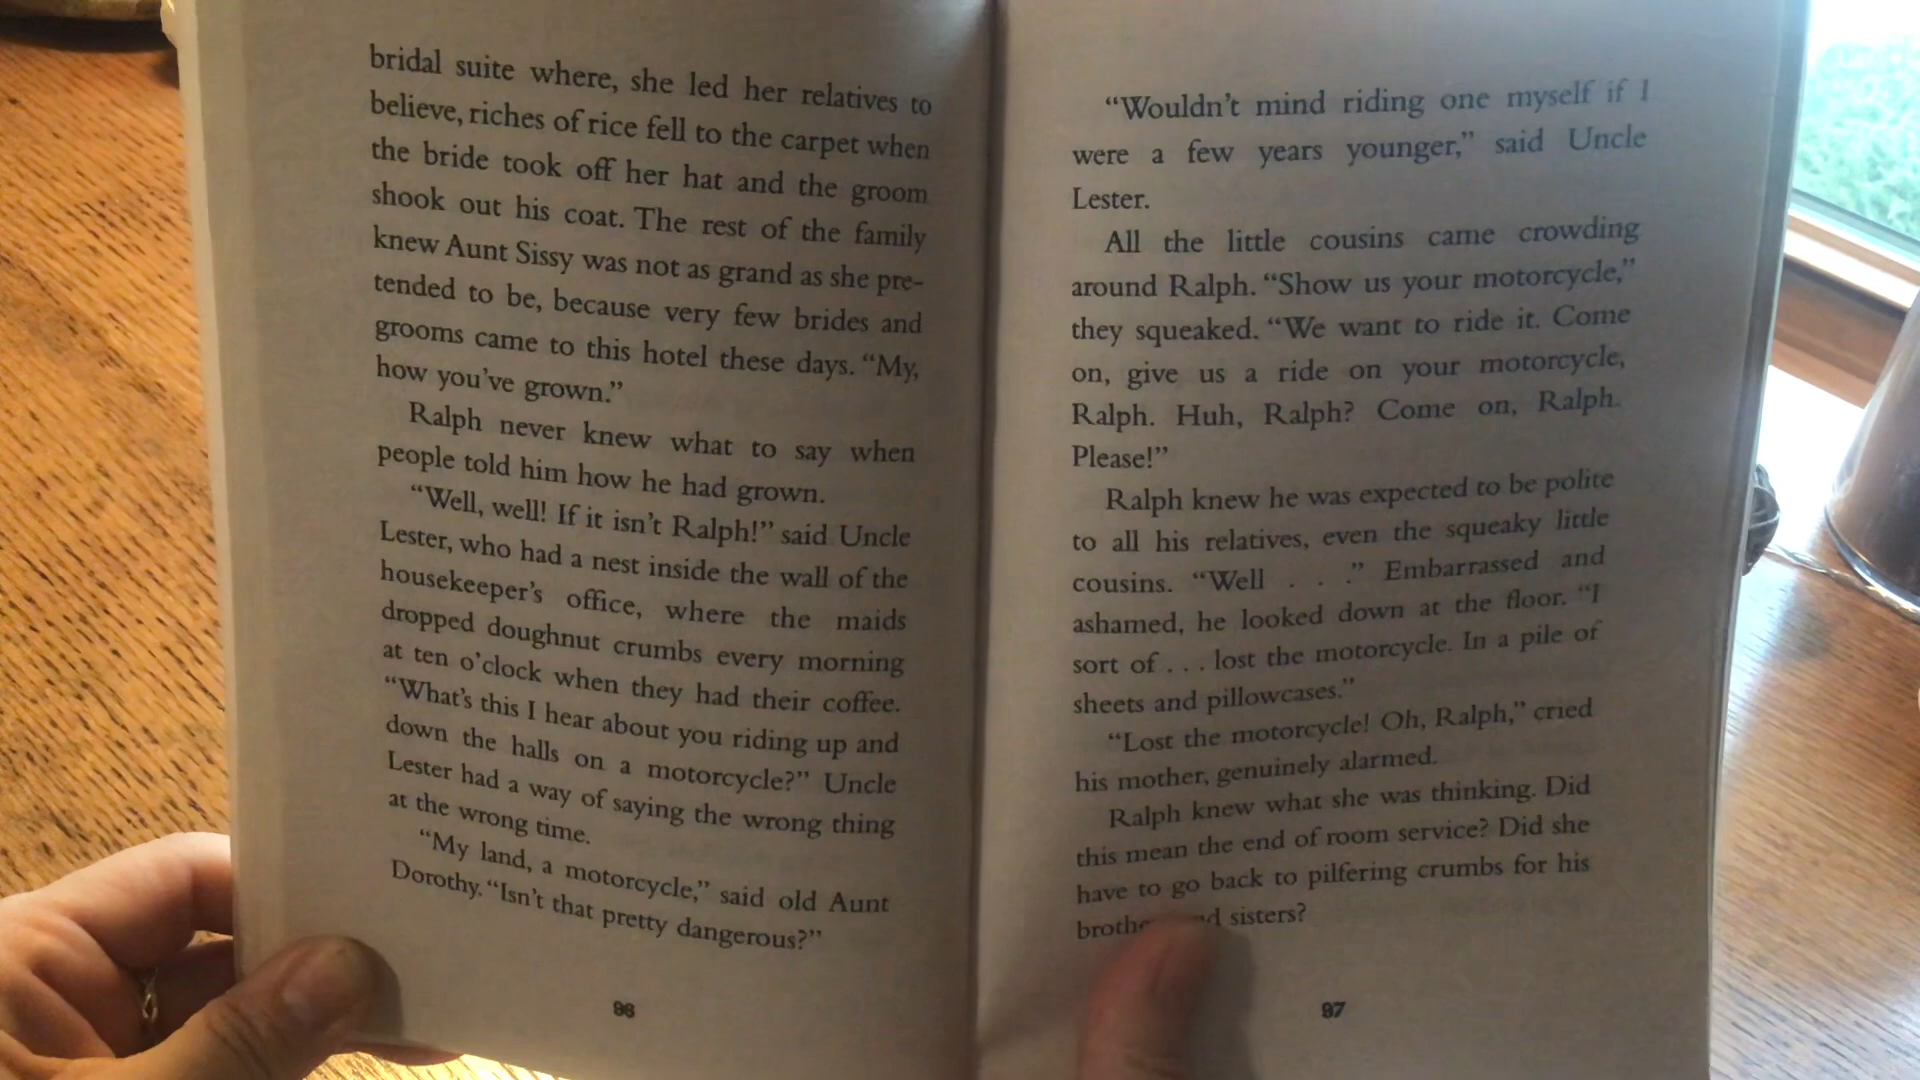 bridal suite where, she led her relatives to
believe, riches of rice fell to the carpet when
the bride took off her hat and the groom
shook out his coat. The rest of the family
knew Aunt Sissy was not as grand as she pre-
tended to be, because very few brides and
grooms came to this hotel these days. “My,
how you’ve grown.”
Ralph never knew what to say when
people told him how he had grown.
“Well, well! If it isn’t Ralph!” said Uncle
Lester, who had a nest inside the wall of the
housekeeper’s office, where the maids
dropped doughnut crumbs every morning
at ten o’clock when they had their coffee.
“What’s this I hear about you riding up and
down the halls on a motorcycle?” Uncle
Lester had a way of saying the wrong thing
at the wrong time.
“My land, a motorcycle,” said old Aunt
Dorothy. “Isn’t that pretty dangerous?”
96
“Wouldn’t mind riding one myself if I
were a few years younger,” said Uncle
Lester.
All the little cousins came crowding
around Ralph. “Show us your motorcycle,”
they squeaked. “We want to ride it. Come
on, give us a ride on your motorcycle,
Ralph. Huh, Ralph? Come on, Ralph.
Please!”
Ralph knew he was expected to be polite
to all his relatives, even the squeaky little
cousins. “Well . . .” Embarrassed and
ashamed, he looked down at the floor. “I
sort of . . . lost the motorcycle. In a pile of
sheets and pillowcases.”
“Lost the motorcycle! Oh, Ralph,” cried
his mother, genuinely alarmed.
Ralph knew what she was thinking. Did
this mean the end of room service? Did she
have to go back to pilfering crumbs for his
sisters?
97